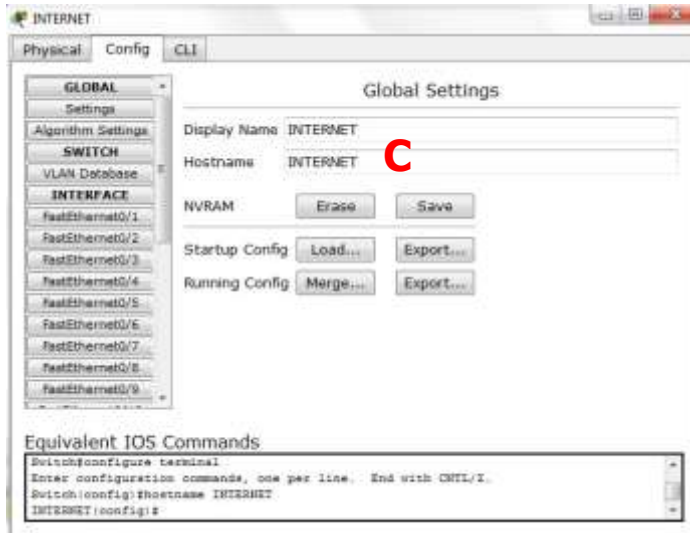 INTERNET
Physical Config CLI
GLOBAL
Settings
Algorithm Settings
SWITCH
VLAN Database
INTERFACE
FastEthernet0/1
FastEthernet0/2
FastEthernet0/3
FastEthernet0/4
FastEthernet0/5
FastEthernet0/6
FastEthernet0/7
FastEthernet0/8
FastEthernet0/9
Global Settings
Display Name INTERNET
Hostname INTERNET
C
NVRAM Erase Save
Startup Config Load... Export...
Running Config Merge... Export...
Equivalent IOS Commands
Switch#configure terminal
Enter configuration commands, one per line. End with CNTL/Z.
Switch(config)#hostname INTERNET
INTERNET(config)#